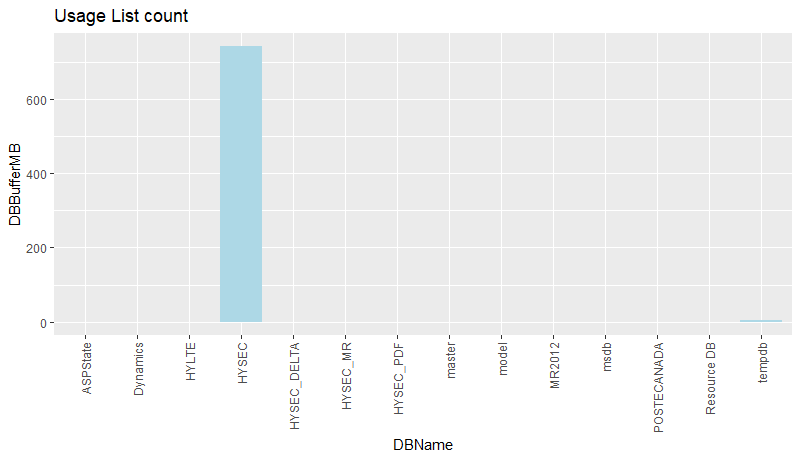 Usage List count
DBBufferMB
600
400
200
0
ASPState
Dynamics
HYLTE
HYSEC
HYSEC_DELTA
HYSEC_MR
HYSEC_PDF
master
model
MR2012
msdb
POSTECANADA
Resource DB
tempdb
DBName